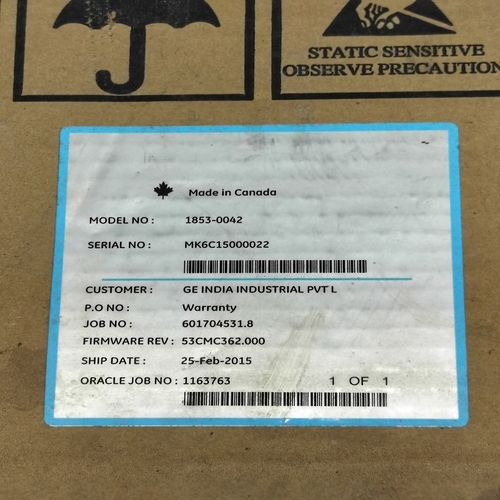 STATIC SENSITIVE
OBSERVE PRECAUTION
Made in Canada
MODEL NO : 1853-0042
SERIAL NO : MK6C15000022
CUSTOMER : GE INDIA INDUSTRIAL PVT L
P.O NO : Warranty
JOB NO : 601704531.8
FIRMWARE REV : 53CMC362.000
SHIP DATE : 25-Feb-2015
ORACLE JOB NO : 1163763 1 OF 1